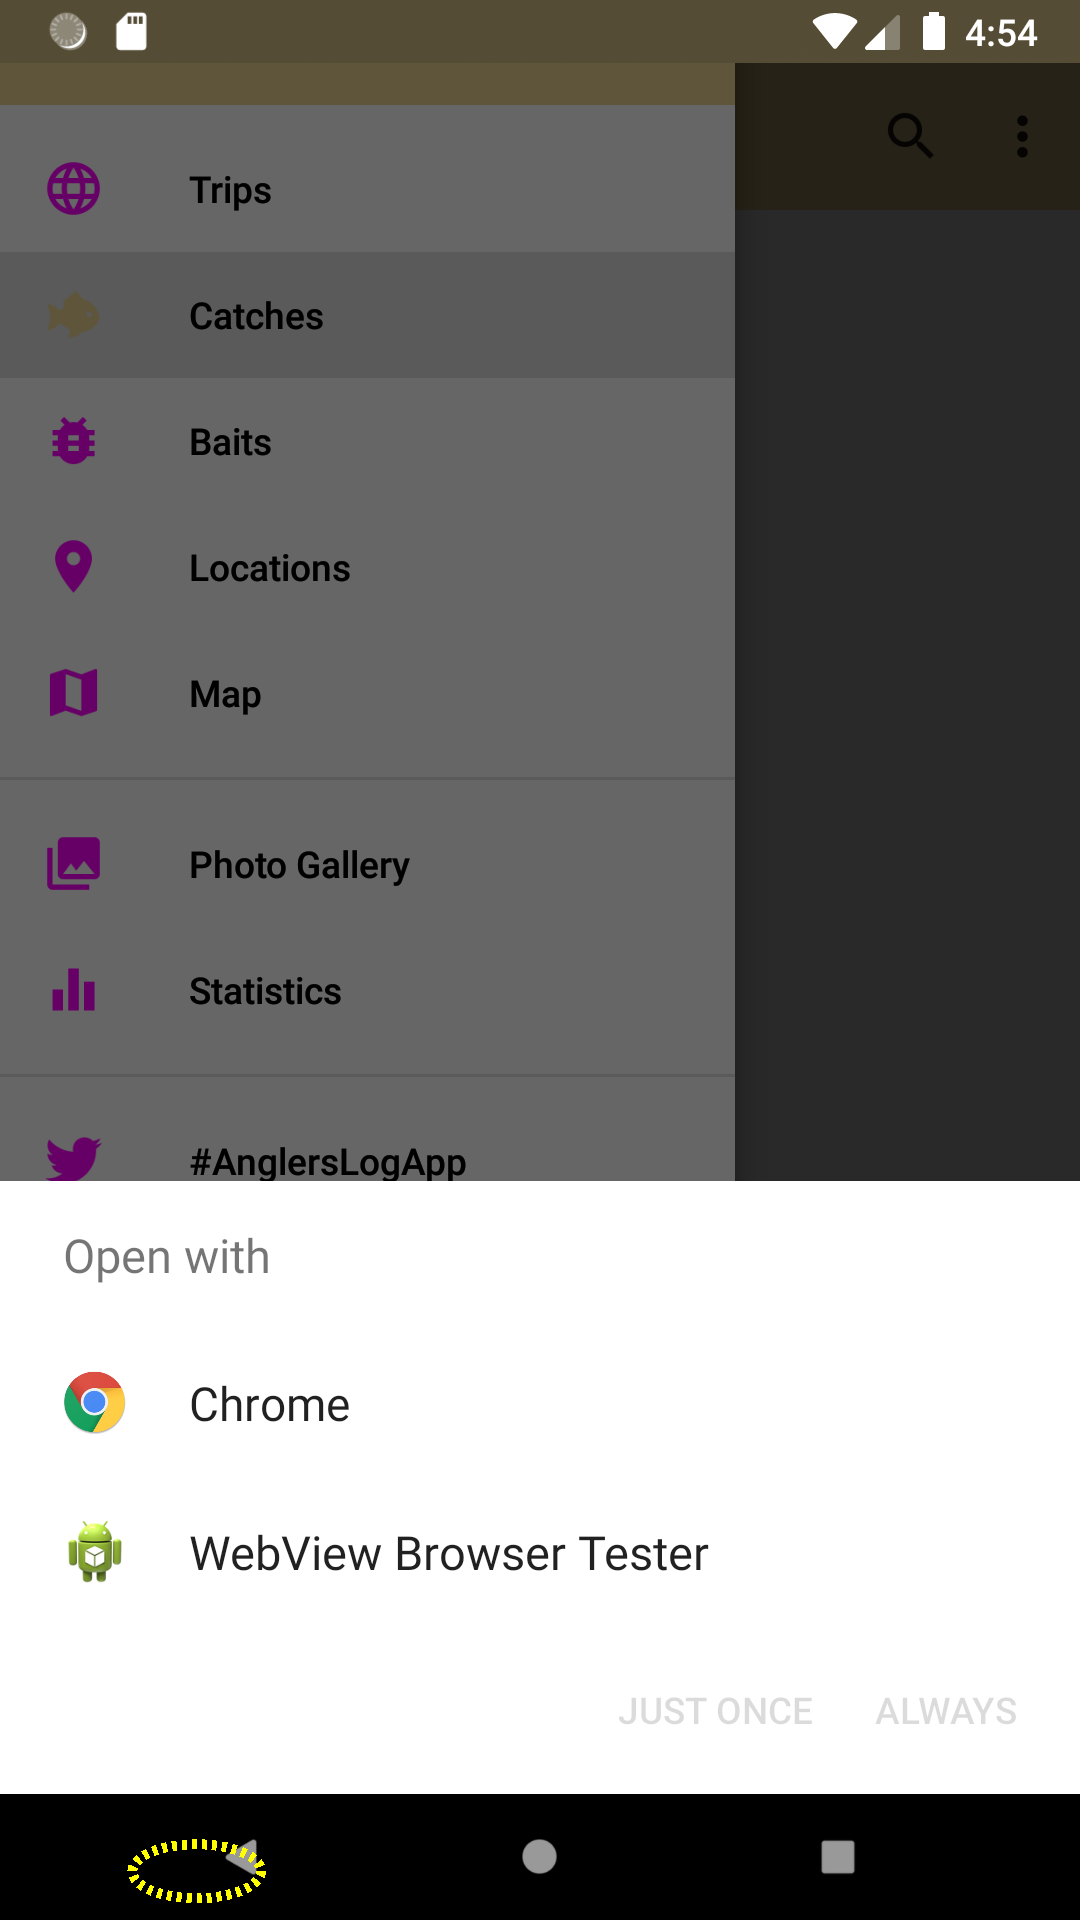 4:54
Trips
Catches
Baits
Locations
Map
Photo Gallery
Statistics
#AnglersLogApp
Open with
Chrome
WebView Browser Tester
JUST ONCE ALWAYS